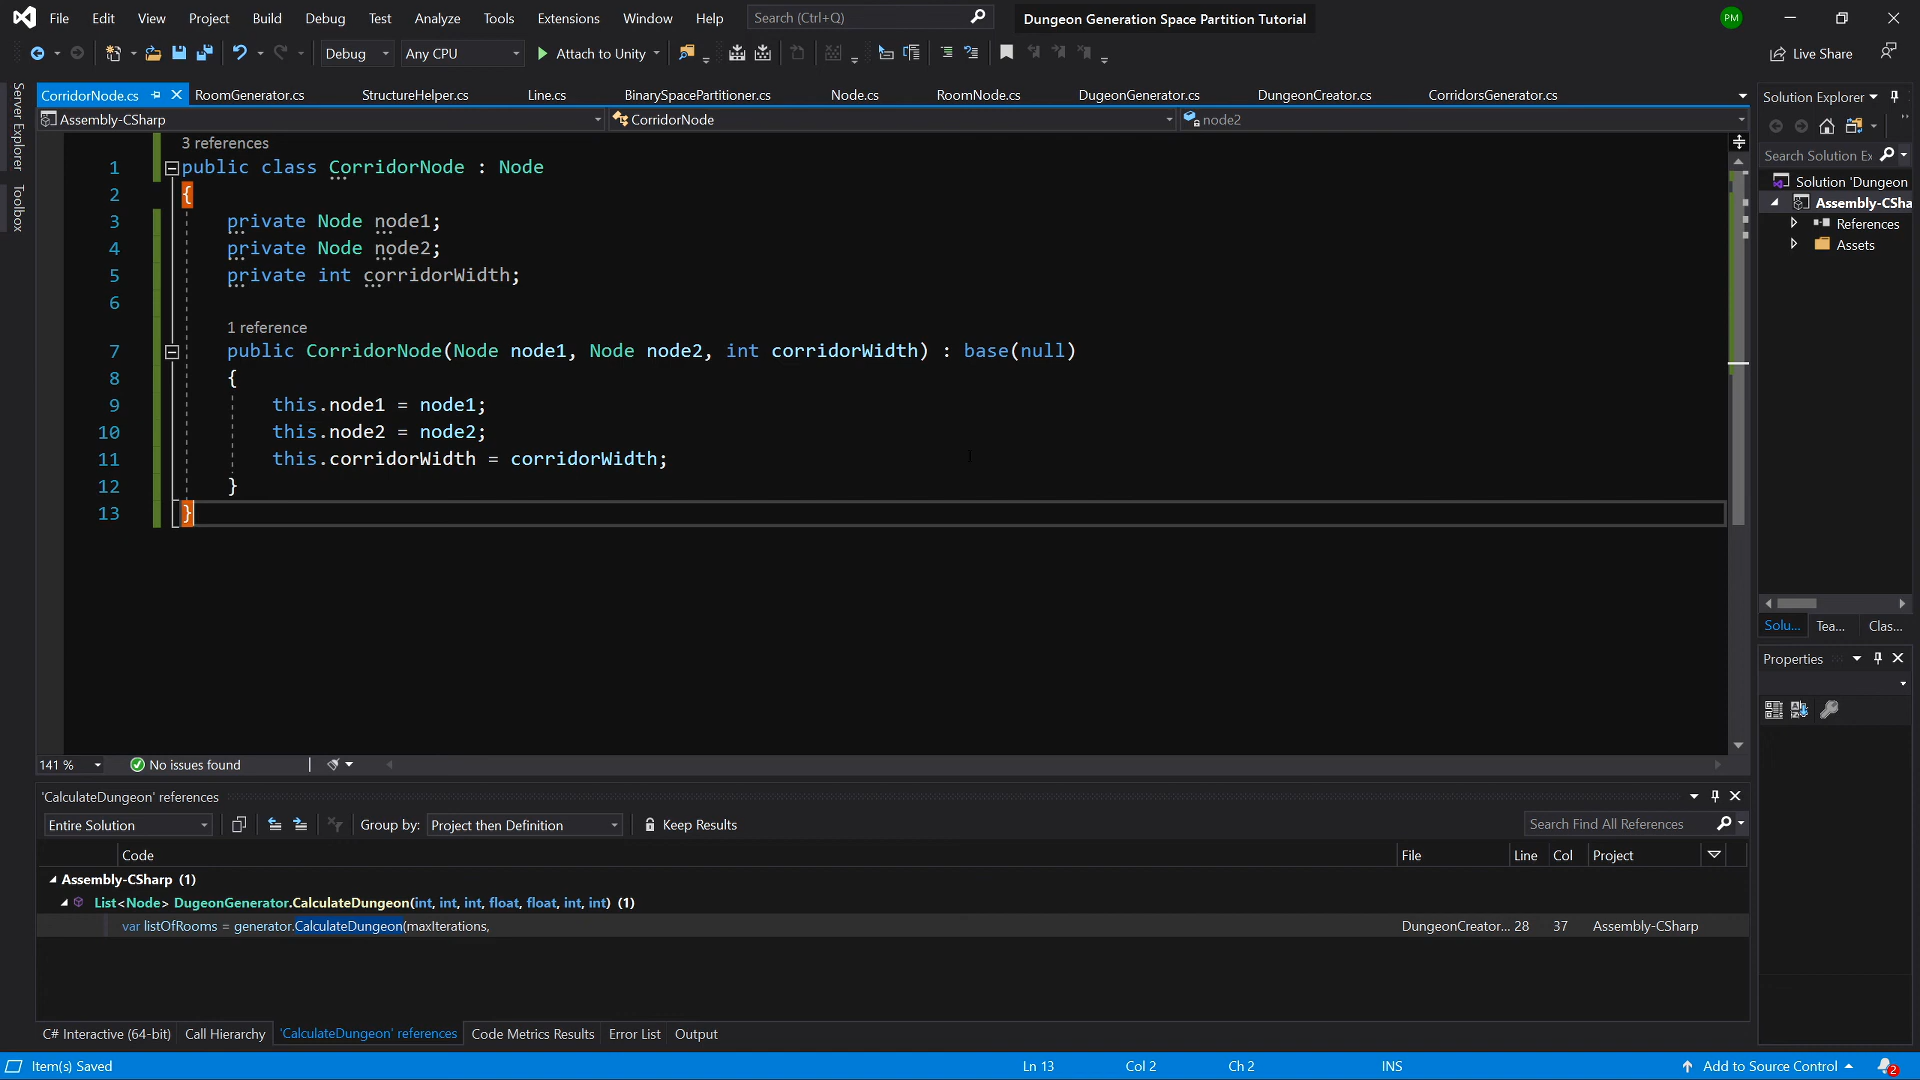 File Edit View Project Build Debug Test Analyze Tools Extensions Window Help Search (Ctrl+Q) Dungeon Generation Space Partition Tutorial PM
Debug Any CPU Attach to Unity Live Share
CorridorNode.cs RoomGenerator.cs StructureHelper.cs Line.cs BinarySpacePartitioner.cs Node.cs RoomNode.cs DugeonGenerator.cs DungeonCreator.cs CorridorsGenerator.cs
Assembly-CSharp CorridorNode node2
3 references
1 public class CorridorNode : Node
2 {
3 private Node node1;
4 private Node node2;
5 private int corridorWidth;
6
1 reference
7 public CorridorNode(Node node1, Node node2, int corridorWidth) : base(null)
8 {
9 this.node1 = node1;
10 this.node2 = node2;
11 this.corridorWidth = corridorWidth;
12 }
13 }
141 % No issues found
'CalculateDungeon' references
Entire Solution Group by: Project then Definition Keep Results Search Find All References
Code File Line Col Project
Assembly-CSharp (1)
List<Node> DugeonGenerator.CalculateDungeon(int, int, int, float, float, int, int) (1)
var listOfRooms = generator.CalculateDungeon(maxIterations, DungeonCreator... 28 37 Assembly-CSharp
C# Interactive (64-bit) Call Hierarchy 'CalculateDungeon' references Code Metrics Results Error List Output
Item(s) Saved Ln 13 Col 2 Ch 2 INS Add to Source Control 2
Server Explorer
Toolbox
Solution Explorer
Search Solution Ex
Solution 'Dungeon
Assembly-CSha
References
Assets
Solu... Tea... Clas...
Properties